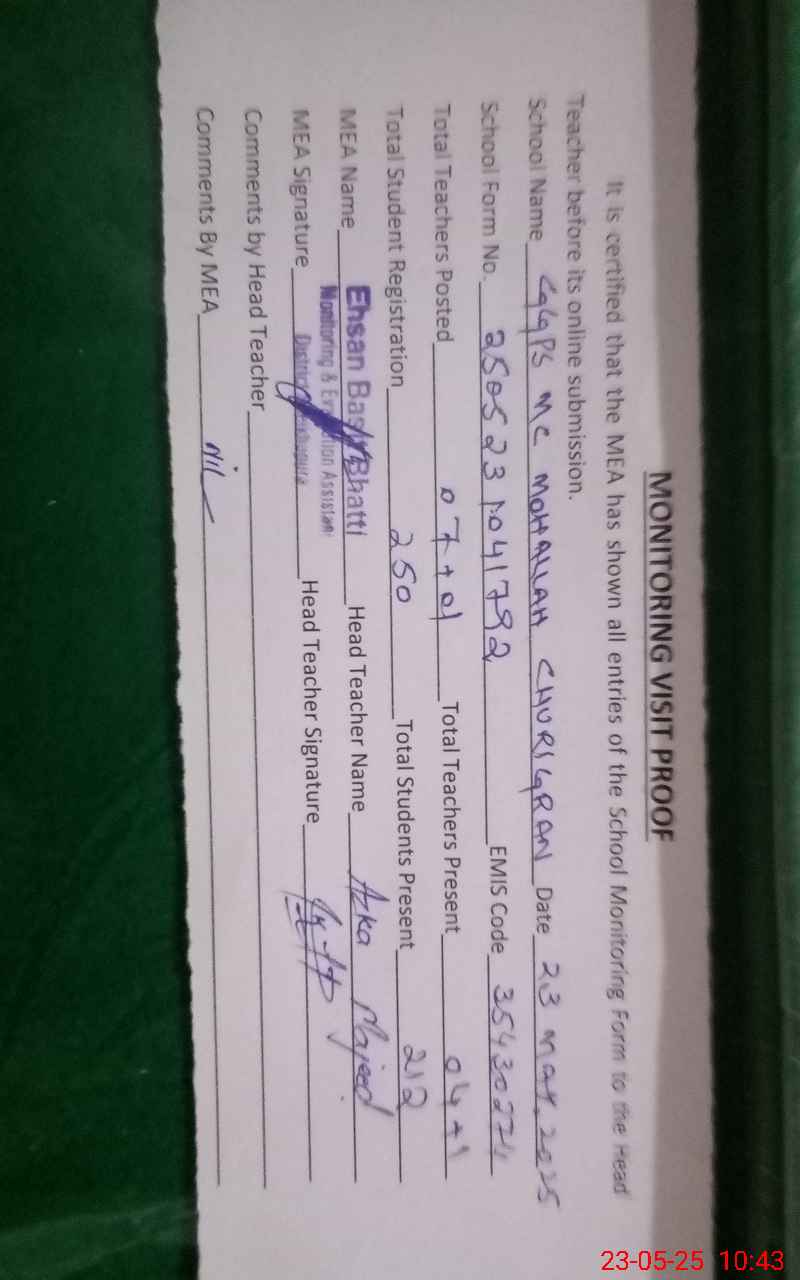 MONITORING VISIT PROOF
It is certified that the MEA has shown all entries of the School Monitoring Form to the Head
Teacher before its online submission.
School Name GGPS MC MOHALLAH CHURIGRAN Date 23 May. 2025
School Form No. 250523 1041792 EMIS Code 35430274
Total Teachers Posted 07+01 Total Teachers Present 04+1
Total Student Registration 250 Total Students Present 212
MEA Name Ehsan Bashir Bhatti Head Teacher Name Azka Majeed
Monitoring & Evaluation Assistant
MEA Signature District Head Teacher Signature
Comments by Head Teacher
Comments By MEA Nil
23-05-25 10:43